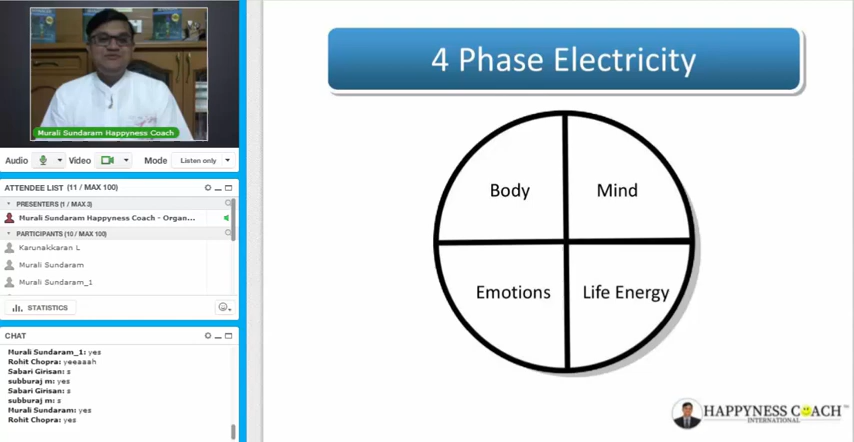 Murali Sundaram Happyness Coach
Audio Video Mode Listen only
ATTENDEE LIST (11 / MAX 100)
PRESENTERS (1 / MAX 3)
Murali Sundaram Happyness Coach - Organ...
PARTICIPANTS (10 / MAX 100)
Karunakkaran L
Murali Sundaram
Murali Sundaram_1
STATISTICS
CHAT
Murali Sundaram_1: yes
Rohit Chopra: yeeaaah
Sabari Girisan: s
subburaj m: yes
Sabari Girisan: s
subburaj m: s
Murali Sundaram: yes
Rohit Chopra: yes
4 Phase Electricity
Body Mind
Emotions Life Energy
HAPPYNESS COACH™
INTERNATIONAL